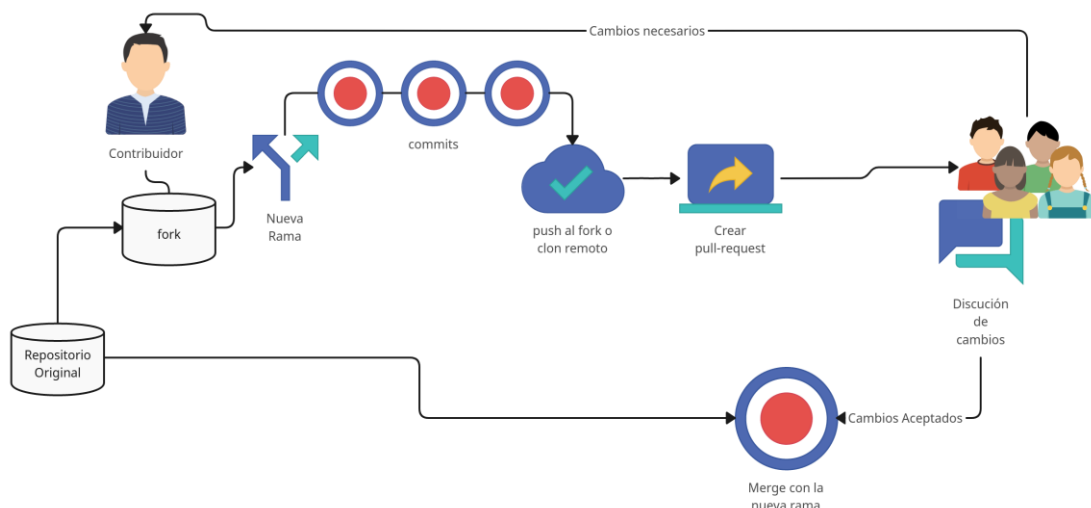 Cambios necesarios
Contribuidor
commits
fork
Nueva
Rama
push al fork o
clon remoto
Crear
pull-request
Discución
de
cambios
Repositorio
Original
Cambios Aceptados
Merge con la
nueva rama